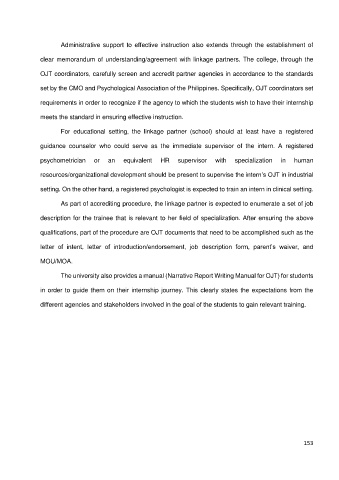 Administrative support to effective instruction also extends through the establishment of
clear memorandum of understanding/agreement with linkage partners. The college, through the
OJT coordinators, carefully screen and accredit partner agencies in accordance to the standards
set by the CMO and Psychological Association of the Philippines. Specifically, OJT coordinators set
requirements in order to recognize if the agency to which the students wish to have their internship
meets the standard in ensuring effective instruction.
For educational setting, the linkage partner (school) should at least have a registered
guidance counselor who could serve as the immediate supervisor of the intern. A registered
psychometrician or an equivalent HR supervisor with specialization in human
resources/organizational development should be present to supervise the intern's OJT in industrial
setting. On the other hand, a registered psychologist is expected to train an intern in clinical setting.
As part of accrediting procedure, the linkage partner is expected to enumerate a set of job
description for the trainee that is relevant to her field of specialization. After ensuring the above
qualifications, part of the procedure are OJT documents that need to be accomplished such as the
letter of intent, letter of introduction/endorsement, job description form, parent's waiver, and
MOU/MOA.
The university also provides a manual (Narrative Report Writing Manual for OJT) for students
in order to guide them on their internship journey. This clearly states the expectations from the
different agencies and stakeholders involved in the goal of the students to gain relevant training.
153